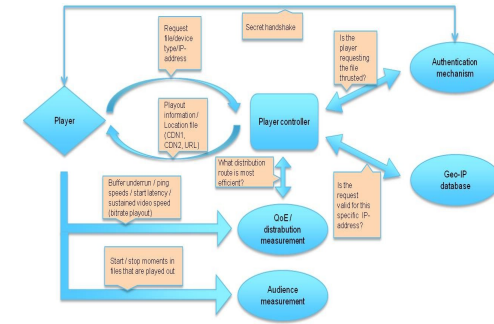 Request
file/device
type/IP-
address
Secret handshake
Is the
player
requesting
the file
thrusted?
Authentication
mechanism
Player
Playout
information /
Location file
(CDN1,
CDN2, URL)
Player controller
What distribution
route is most
efficient?
Buffer underrun / ping
speeds / start latency /
sustained video speed
(bitrate playout)
Is the
request
valid for this
specific IP-
address?
Geo-IP
database
QoE /
distrabution
measurement
Start / stop moments in
files that are played out
Audience
measurement